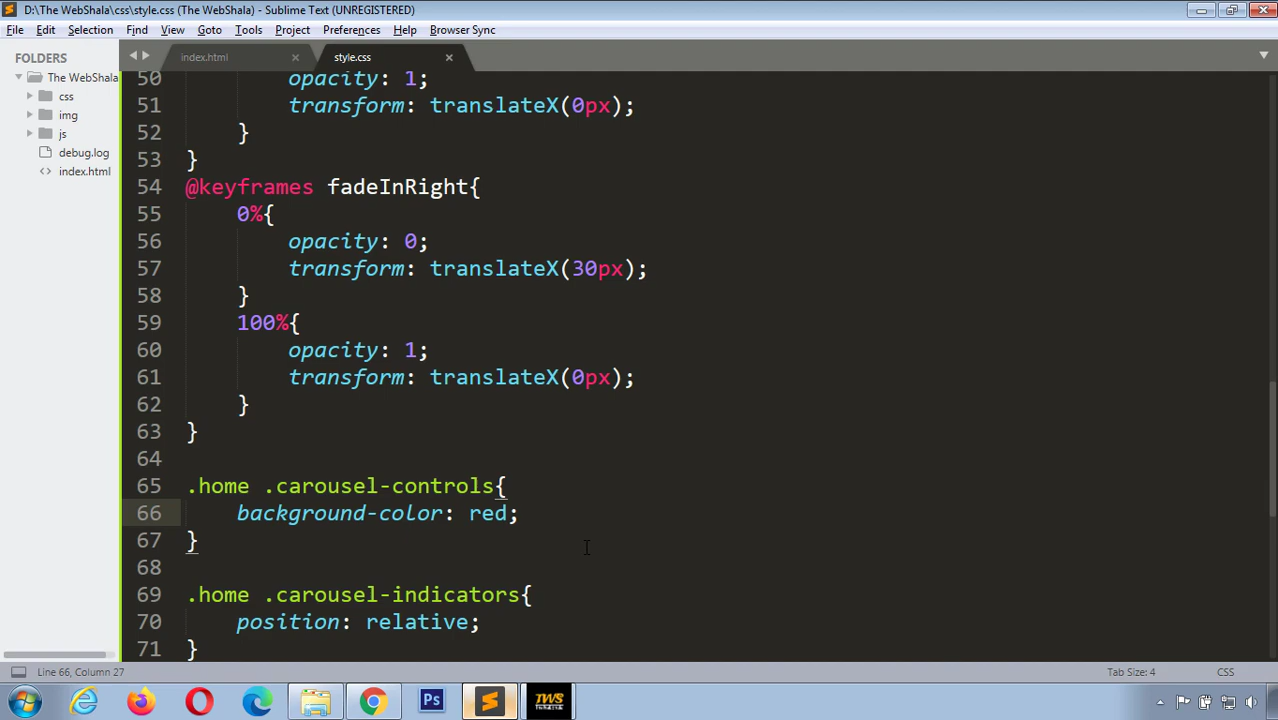 D:\The WebShala\css\style.css (The WebShala) - Sublime Text (UNREGISTERED)
File Edit Selection Find View Goto Tools Project Preferences Help Browser Sync
FOLDERS
The WebShala
css
img
js
debug.log
index.html
index.html
style.css
50 opacity: 1;
51 transform: translateX(0px);
52 }
53 }
54 @keyframes fadeInRight{
55 0%{
56 opacity: 0;
57 transform: translateX(30px);
58 }
59 100%{
60 opacity: 1;
61 transform: translateX(0px);
62 }
63 }
64
65 .home .carousel-controls{
66 background-color: red;
67 }
68
69 .home .carousel-indicators{
70 position: relative;
71 }
Line 66, Column 27
Tab Size: 4
CSS
Ps
TWS